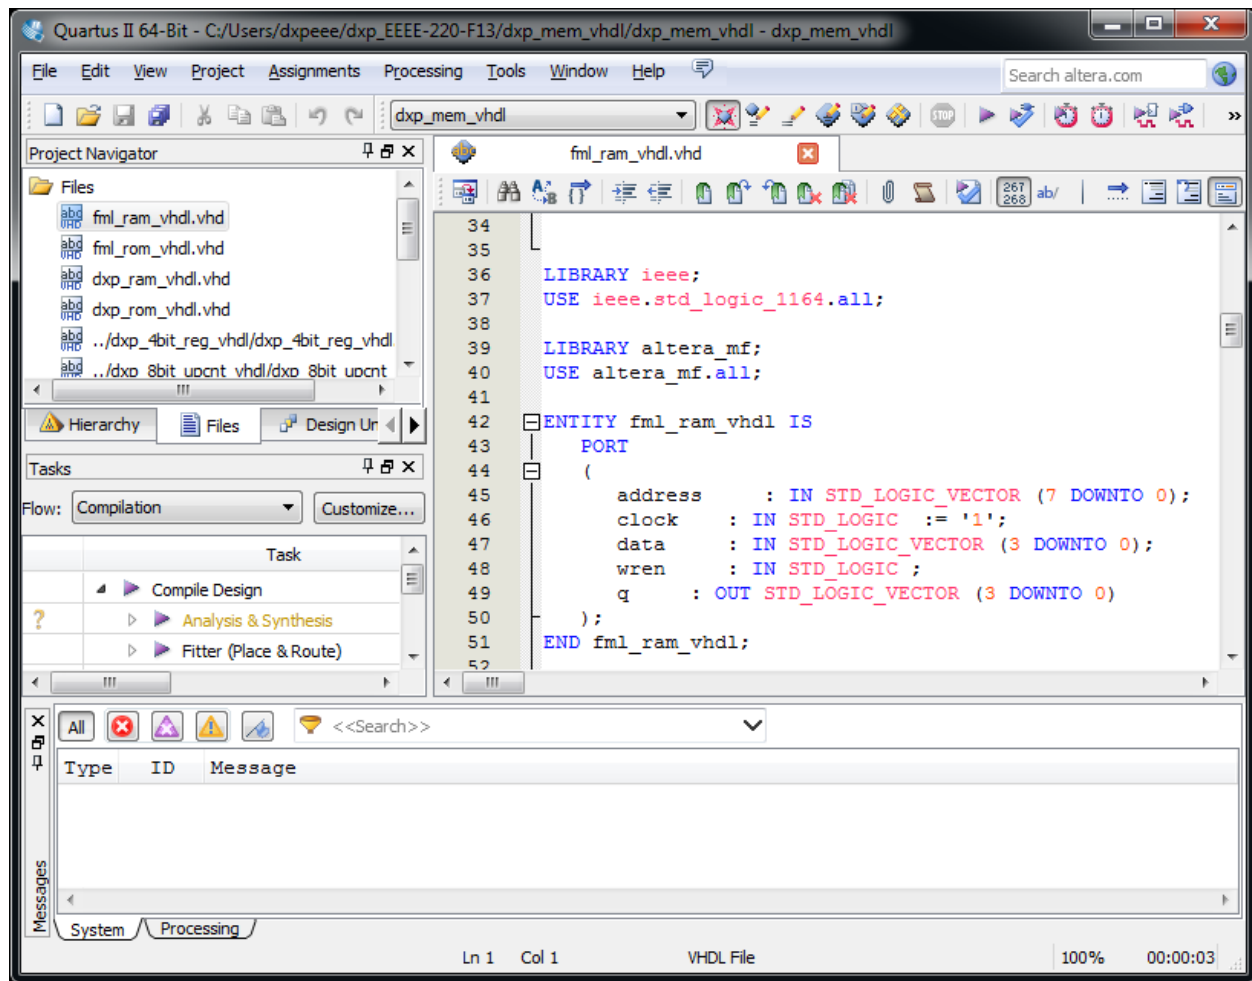 Quartus II 64-Bit - C:/Users/dxpeee/dxp_EEEE-220-F13/dxp_mem_vhdl/dxp_mem_vhdl - dxp_mem_vhdl
File Edit View Project Assignments Processing Tools Window Help
Search altera.com
dxp_mem_vhdl
STOP
Project Navigator
Files
fml_ram_vhdl.vhd
fml_rom_vhdl.vhd
dxp_ram_vhdl.vhd
dxp_rom_vhdl.vhd
../dxp_4bit_reg_vhdl/dxp_4bit_reg_vhdl
../dxp_8bit_upcnt_vhdl/dxp_8bit_upcnt
Hierarchy Files Design Un
Tasks
Flow: Compilation Customize...
Task
Compile Design
? Analysis & Synthesis
Fitter (Place & Route)
fml_ram_vhdl.vhd
267 268 ab/
34
35
36 LIBRARY ieee;
37 USE ieee.std_logic_1164.all;
38
39 LIBRARY altera_mf;
40 USE altera_mf.all;
41
42 ENTITY fml_ram_vhdl IS
43 PORT
44 (
45 address : IN STD_LOGIC_VECTOR (7 DOWNTO 0);
46 clock : IN STD_LOGIC := '1';
47 data : IN STD_LOGIC_VECTOR (3 DOWNTO 0);
48 wren : IN STD_LOGIC ;
49 q : OUT STD_LOGIC_VECTOR (3 DOWNTO 0)
50 );
51 END fml_ram_vhdl;
52
All <<Search>>
Type ID Message
Messages
System Processing
Ln 1 Col 1 VHDL File 100% 00:00:03